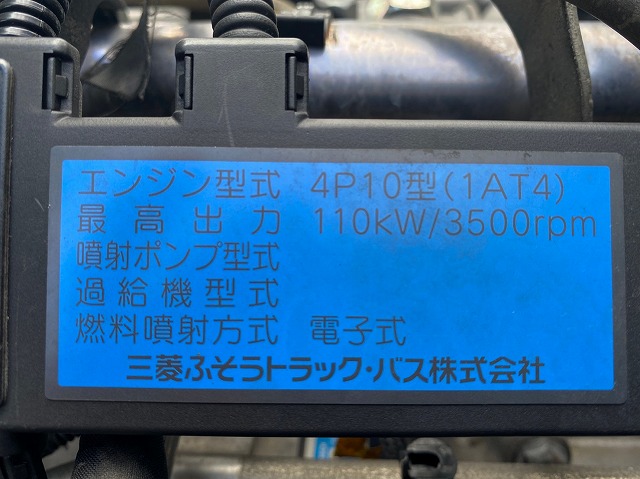 エンジン型式 4P10型(1AT4)
最高出力 110kW/3500rpm
噴射ポンプ型式
過給機型式
燃料噴射方式 電子式
三菱ふそうトラック・バス株式会社